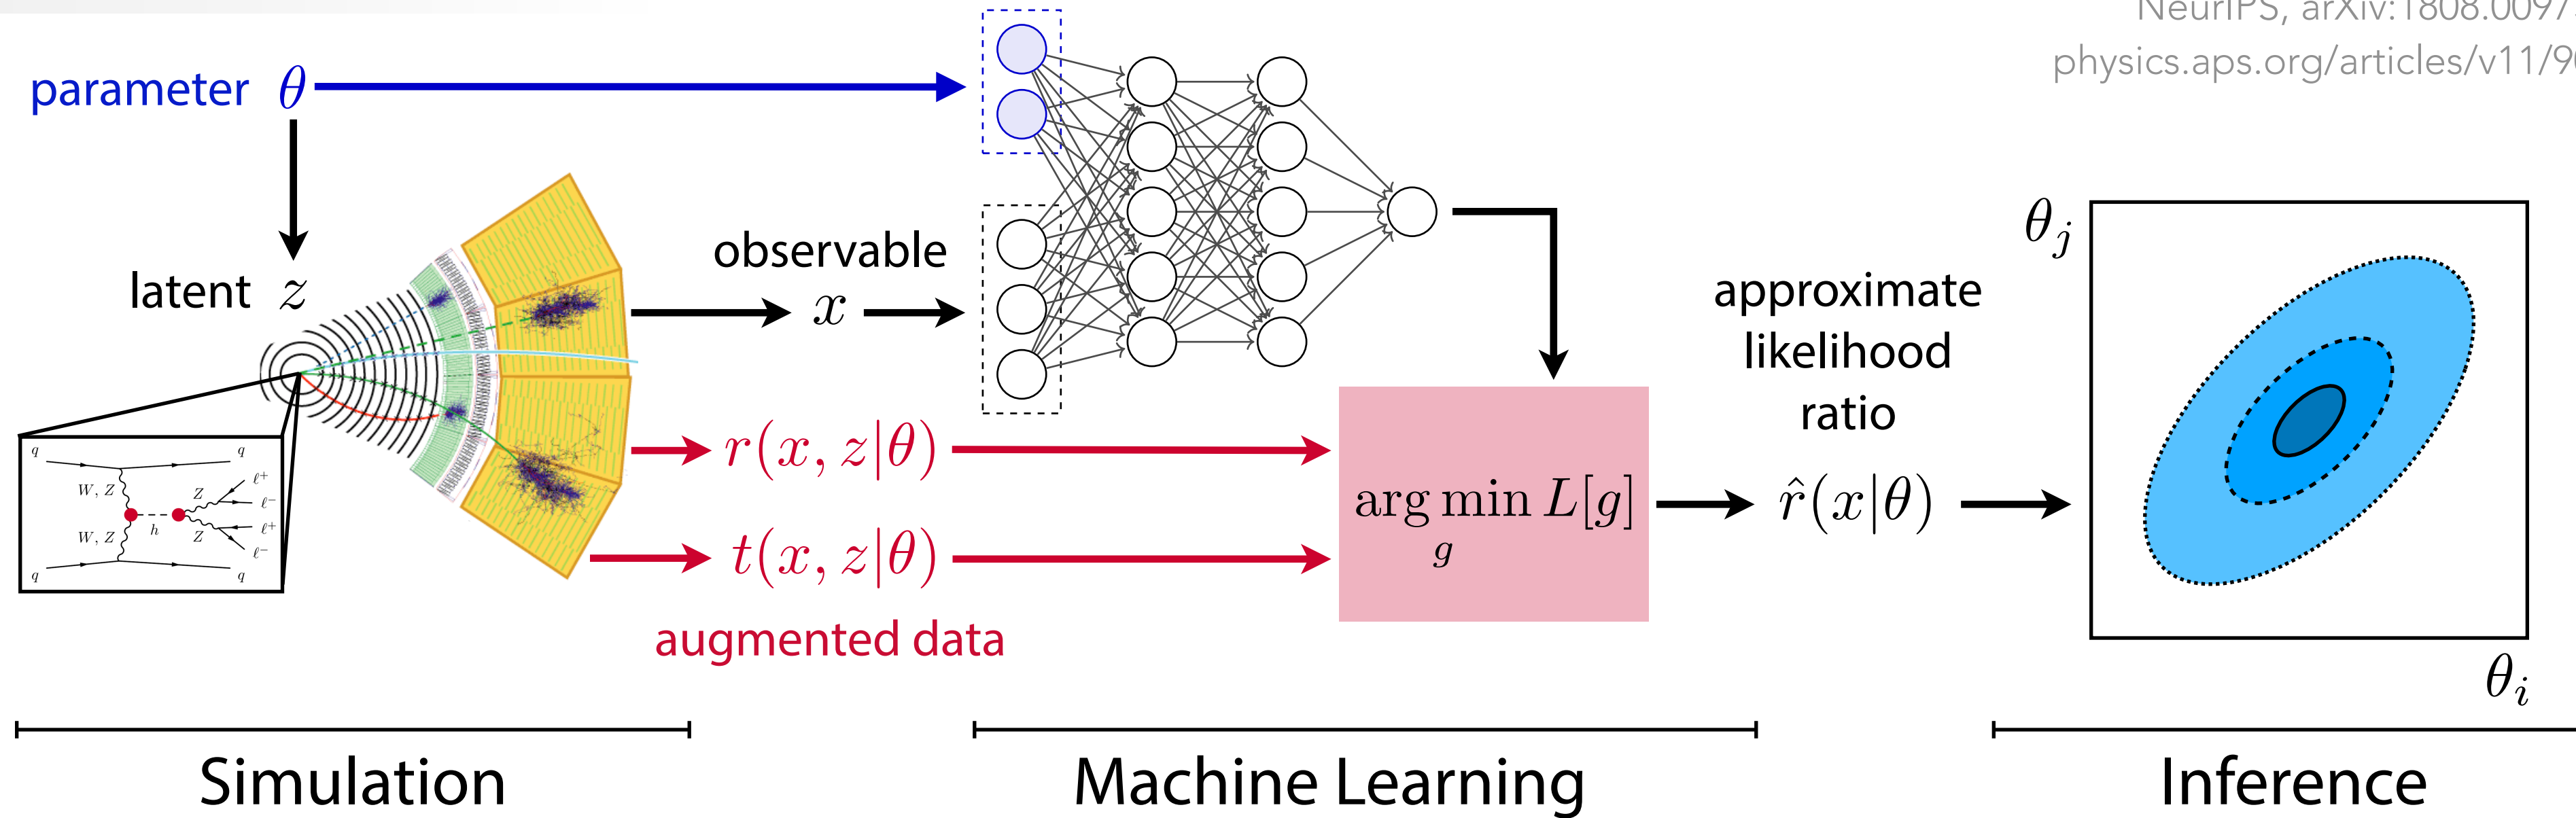 NeurIPS, arXiv:1808.0097
physics.aps.org/articles/v11/90
parameter θ
latent z
observable
x
r(x, z|θ)
t(x, z|θ)
augmented data
q
q
W, Z
Z
ℓ+
ℓ−
h
W, Z
Z
ℓ+
ℓ−
q
q
arg min L[g]
g
approximate
likelihood
ratio
r̂(x|θ)
θj
θi
Simulation
Machine Learning
Inference